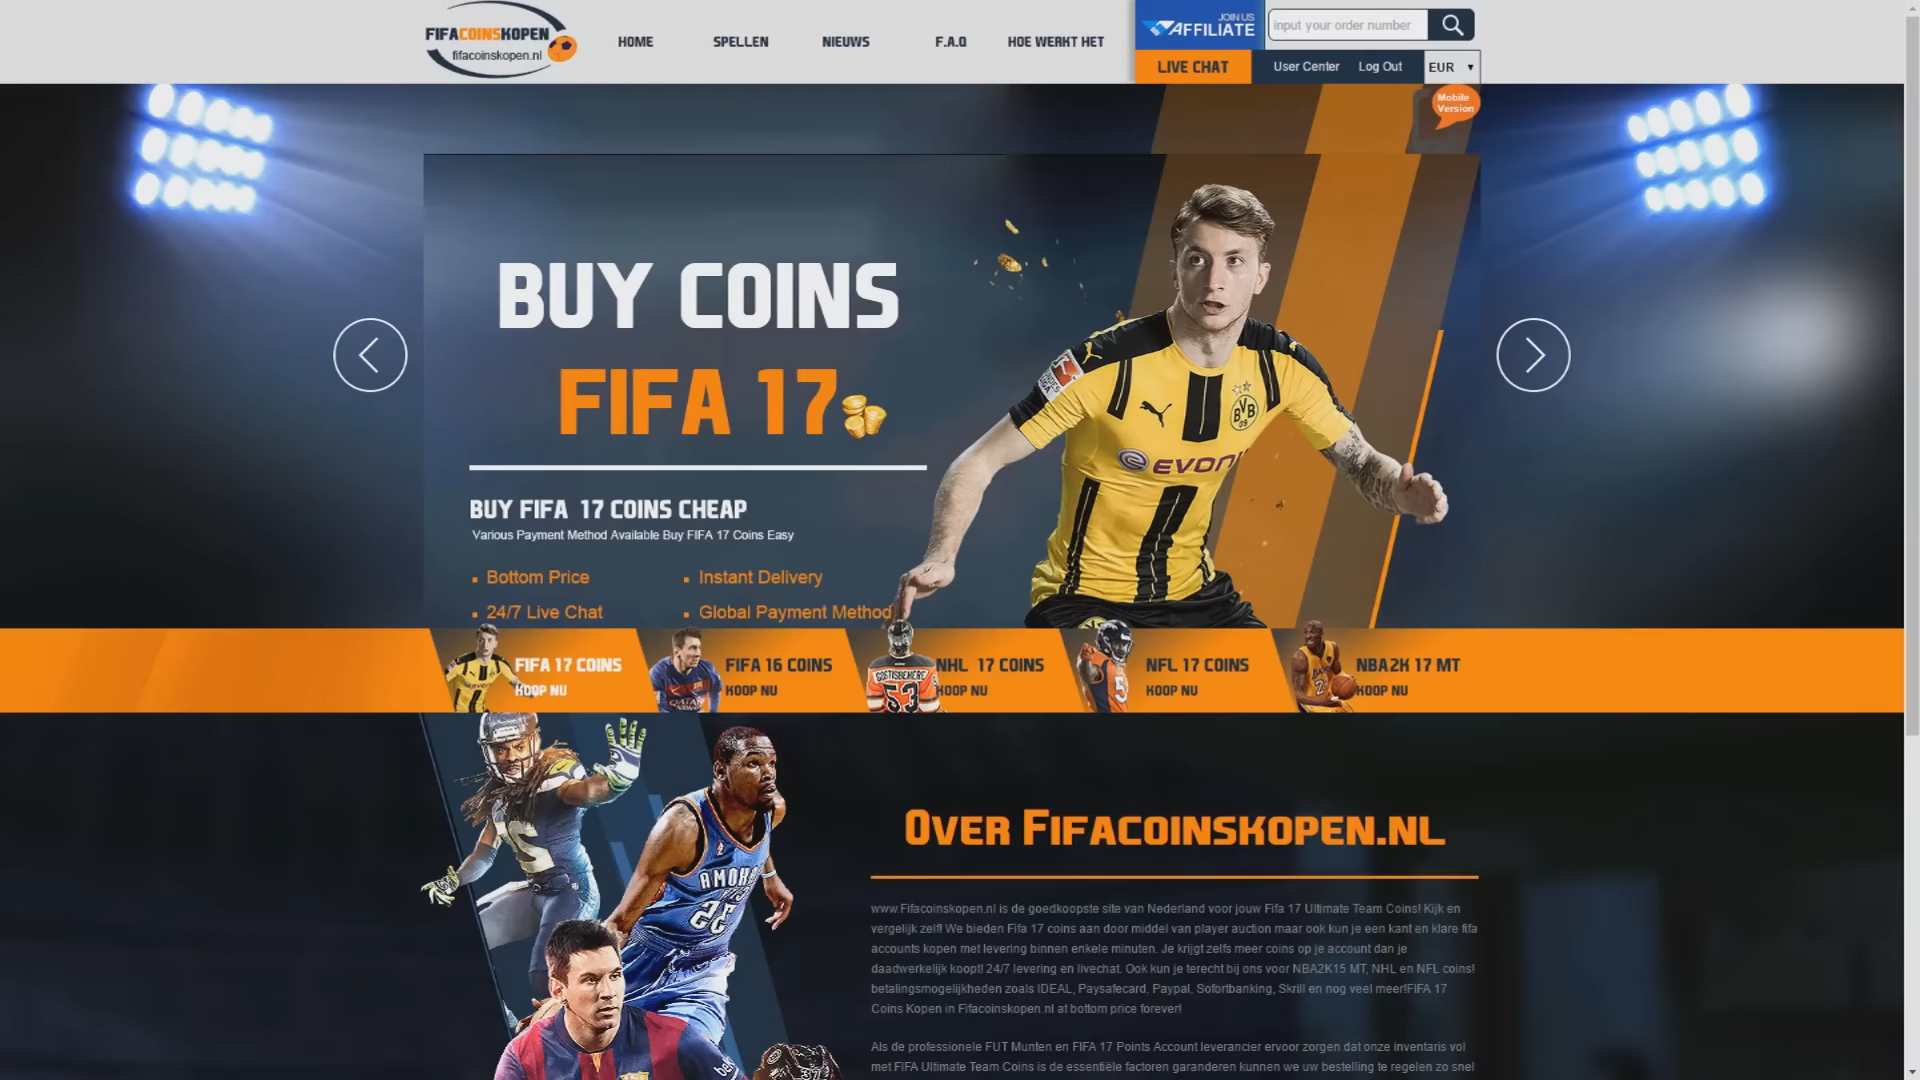 FIFACOINSKOPEN
fifacoinskopen.nl
HOME
SPELLEN
NIEUWS
F.A.Q
HOE WERKT HET
JOIN US
AFFILIATE
input your order number
LIVE CHAT
User Center
Log Out
EUR
Mobile
Version
BUY COINS
FIFA 17
BUY FIFA 17 COINS CHEAP
Various Payment Method Available Buy FIFA 17 Coins Easy
Bottom Price
Instant Delivery
24/7 Live Chat
Global Payment Method
BVB
09
EVONI
FIFA 17 COINS
KOOP NU
FIFA 16 COINS
KOOP NU
NHL 17 COINS
KOOP NU
NFL 17 COINS
KOOP NU
NBA2K 17 MT
KOOP NU
GOSTISBEHERE
53
OVER FIFACOINSKOPEN.NL
www.Fifacoinskopen.nl is de goedkoopste site van Nederland voor jouw Fifa 17 Ultimate Team Coins! Kijk en
vergelijk zelf! We bieden Fifa 17 coins aan door middel van player auction maar ook kun je een kant en klare fifa
accounts kopen met levering binnen enkele minuten. Je krijgt zelfs meer coins op je account dan je
daadwerkelijk koopt! 24/7 levering en livechat. Ook kun je terecht bij ons voor NBA2K15 MT, NHL en NFL coins!
betalingsmogelijkheden zoals IDEAL, Paysafecard, Paypal, Sofortbanking, Skrill en nog veel meer!FIFA 17
Coins Kopen in Fifacoinskopen.nl at bottom price forever!
Als de professionele FUT Munten en FIFA 17 Points Account leverancier ervoor zorgen dat onze inventaris vol
met FIFA Ultimate Team Coins is de essentiële factoren garanderen kunnen we uw bestelling te regelen zo snel